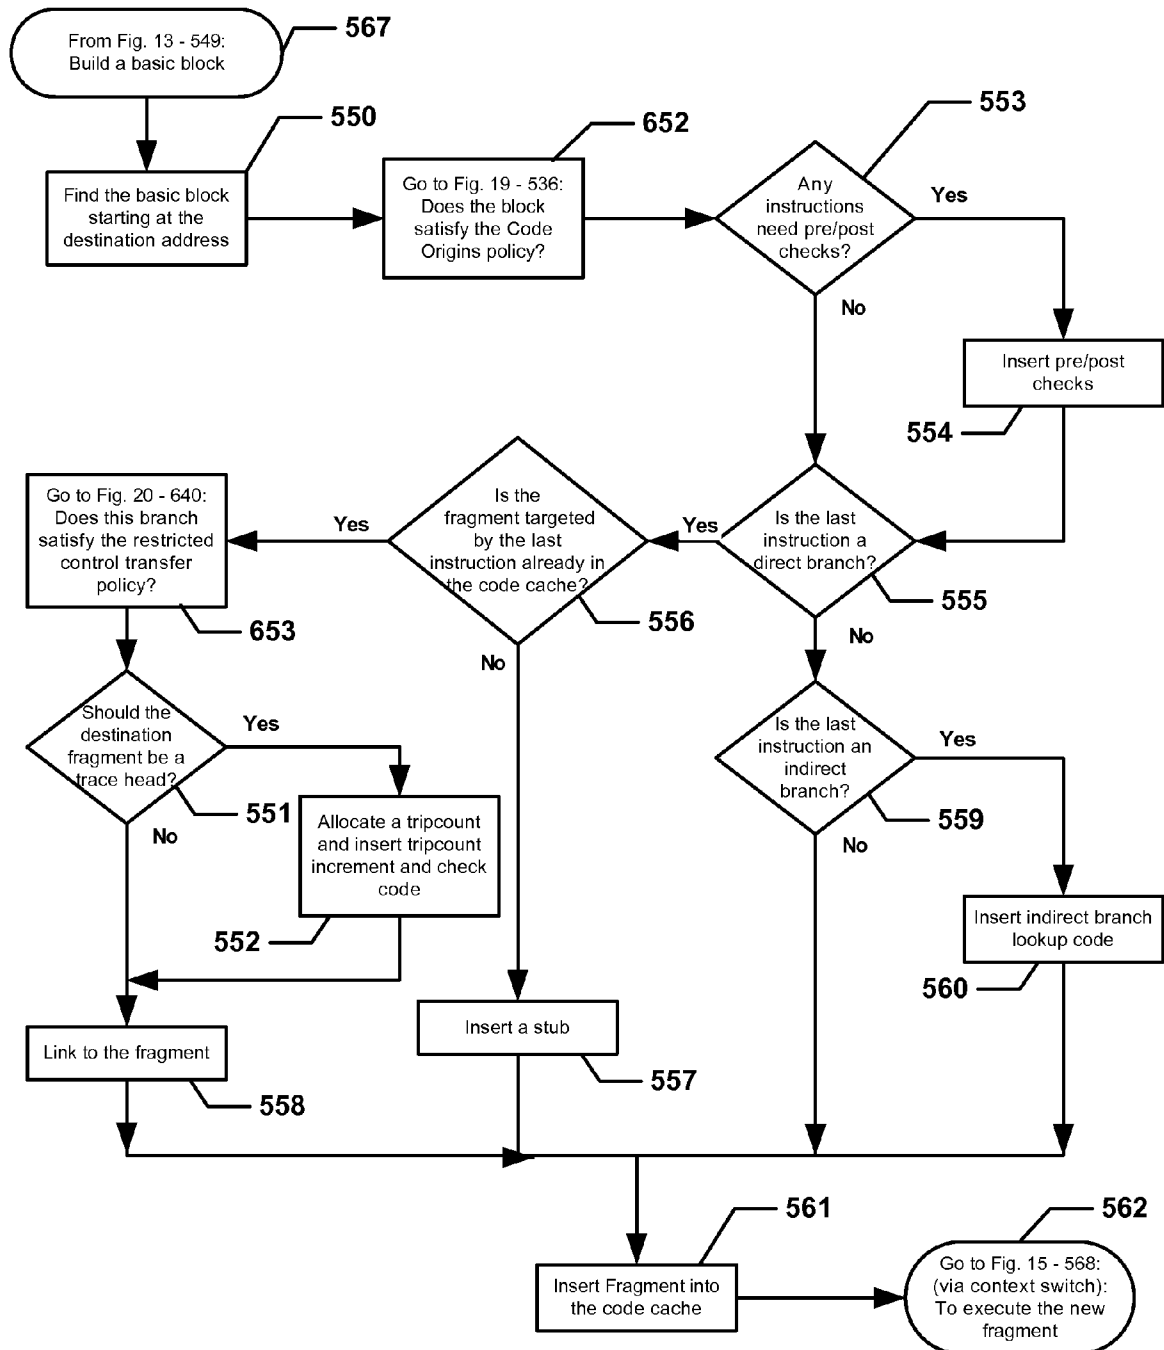 From Fig. 13 - 549:
Build a basic block
567
550
Find the basic block
starting at the
destination address
652
Go to Fig. 19 - 536:
Does the block
satisfy the Code
Origins policy?
553
Any
instructions
need pre/post
checks?
Yes
No
Insert pre/post
checks
554
Go to Fig. 20 - 640:
Does this branch
satisfy the restricted
control transfer
policy?
653
Yes
Is the
fragment targeted
by the last
instruction already in
the code cache?
556
Yes
No
Is the last
instruction a
direct branch?
555
No
Should the
destination
fragment be a
trace head?
551
Yes
No
Allocate a tripcount
and insert tripcount
increment and check
code
552
Is the last
instruction an
indirect
branch?
559
Yes
No
Insert indirect branch
lookup code
560
Link to the fragment
558
Insert a stub
557
561
Insert Fragment into
the code cache
562
Go to Fig. 15 - 568:
(via context switch):
To execute the new
fragment